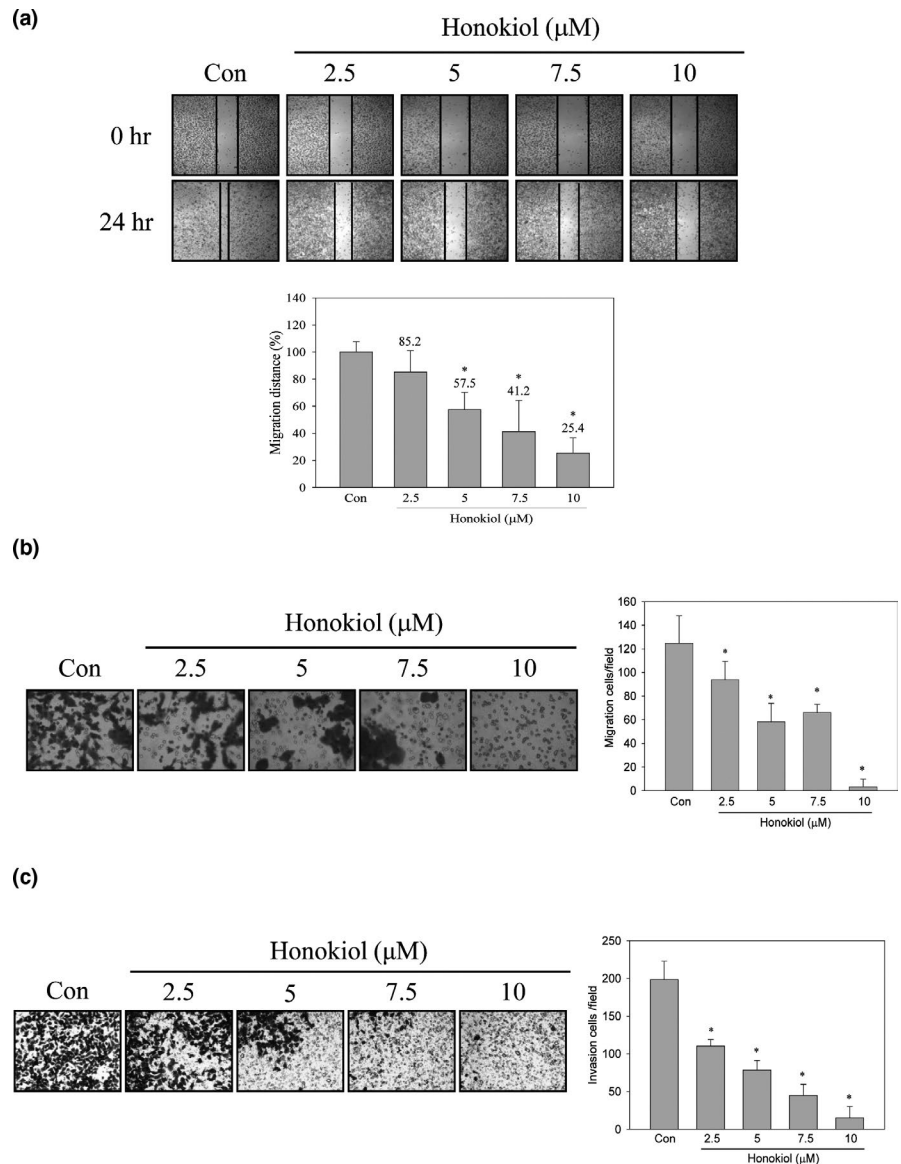 (a)
Honokiol (μM)
Con 2.5 5 7.5 10
0 hr
24 hr
Migration distance (%)
140
120
100
80
60
40
20
0
85.2
*
57.5
*
41.2
*
25.4
Con 2.5 5 7.5 10
Honokiol (μM)
(b)
Honokiol (μM)
Con 2.5 5 7.5 10
Migration cells/field
160
140
120
100
80
60
40
20
0
*
*
*
*
Con 2.5 5 7.5 10
Honokiol (μM)
(c)
Honokiol (μM)
Con 2.5 5 7.5 10
Invasion cells /field
250
200
150
100
50
0
*
*
*
*
Con 2.5 5 7.5 10
Honokiol (μM)